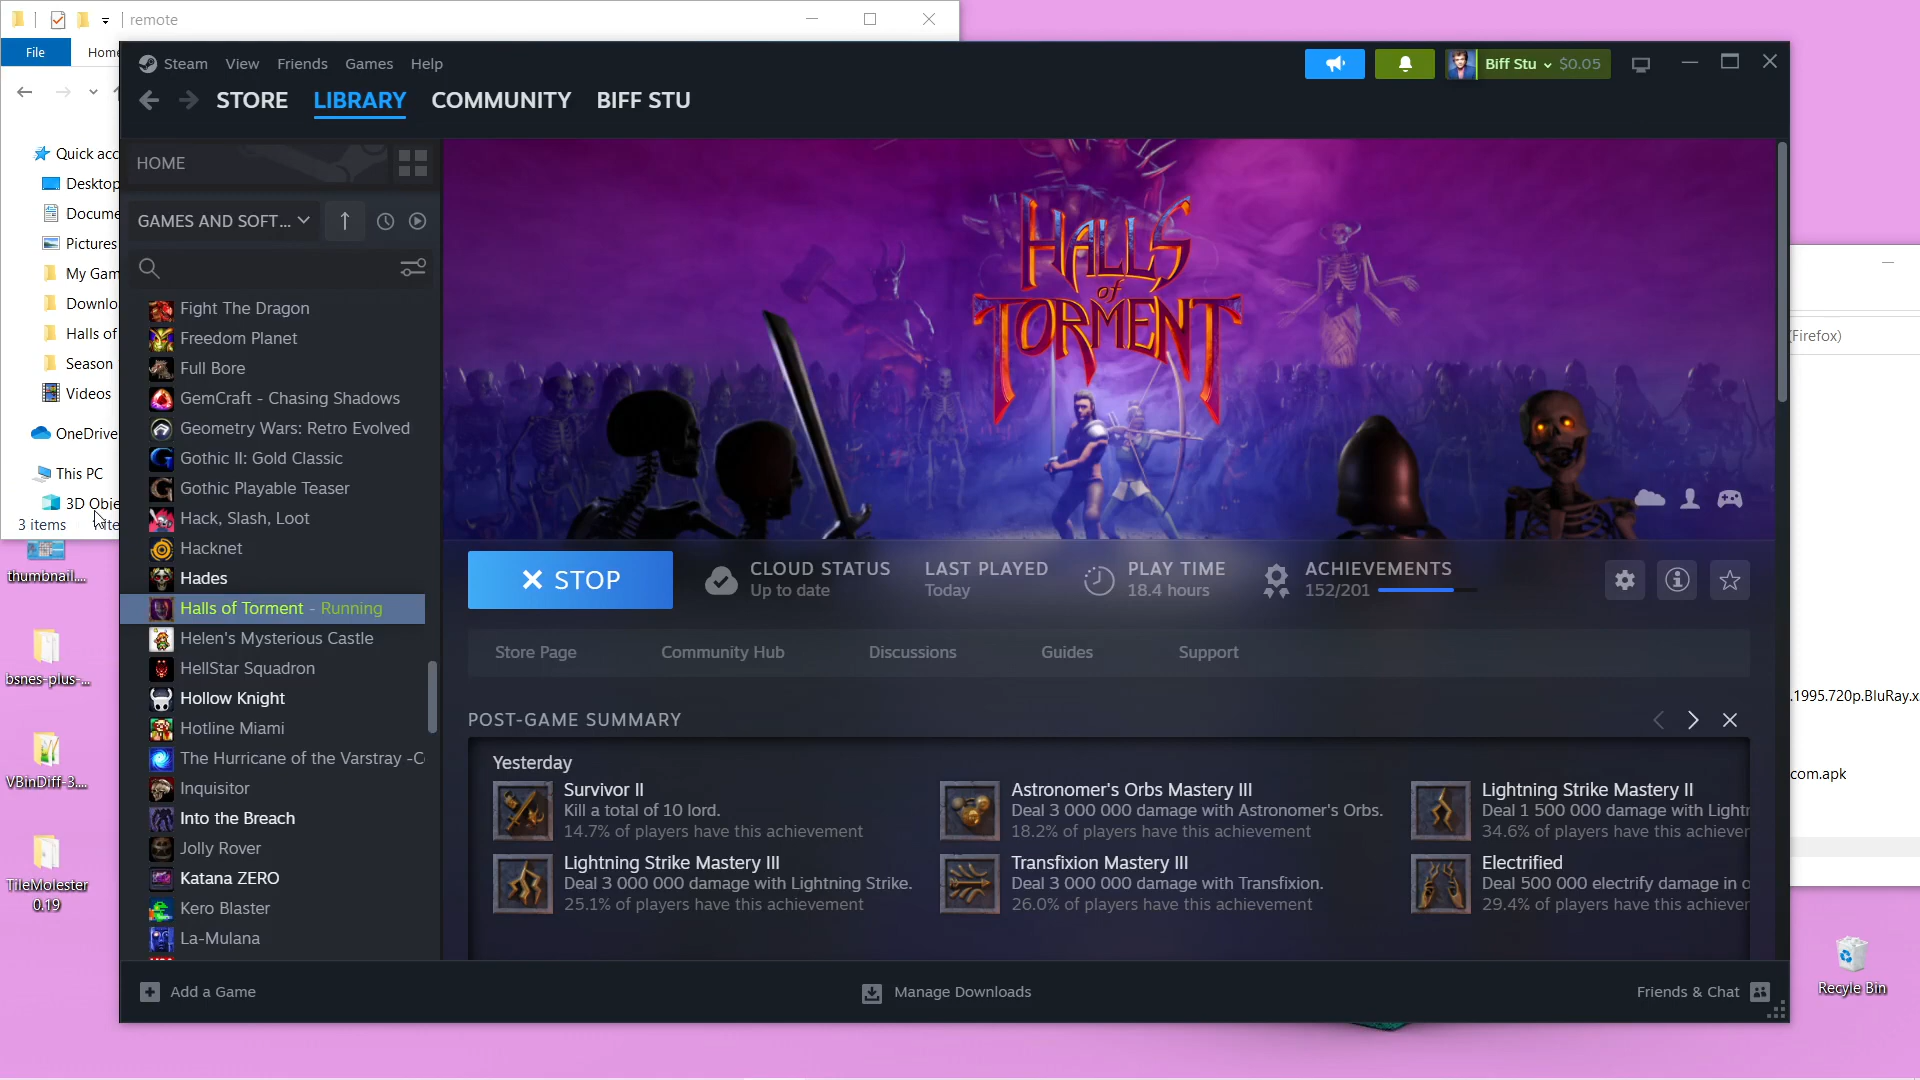 remote
File
Home
Quick acc
Desktop
Docume
Pictures
My Gam
Downlo
Halls of
Season
Videos
OneDrive
This PC
3D Obje
3 items
thumbnail....
bsnes-plus-...
VBinDiff-3....
TileMolester
0.19
Steam View Friends Games Help
Biff Stu $0.05
STORE LIBRARY COMMUNITY BIFF STU
HOME
GAMES AND SOFT...
Fight The Dragon
Freedom Planet
Full Bore
GemCraft - Chasing Shadows
Geometry Wars: Retro Evolved
Gothic II: Gold Classic
Gothic Playable Teaser
Hack, Slash, Loot
Hacknet
Hades
Halls of Torment - Running
Helen's Mysterious Castle
HellStar Squadron
Hollow Knight
Hotline Miami
The Hurricane of the Varstray -C
Inquisitor
Into the Breach
Jolly Rover
Katana ZERO
Kero Blaster
La-Mulana
HALLS
of
TORMENT
STOP
CLOUD STATUS
Up to date
LAST PLAYED
Today
PLAY TIME
18.4 hours
ACHIEVEMENTS
152/201
Store Page Community Hub Discussions Guides Support
POST-GAME SUMMARY
Yesterday
Survivor II
Kill a total of 10 lord.
14.7% of players have this achievement
Astronomer's Orbs Mastery III
Deal 3 000 000 damage with Astronomer's Orbs.
18.2% of players have this achievement
Lightning Strike Mastery II
Deal 1 500 000 damage with Lightn
34.6% of players have this achiever
Lightning Strike Mastery III
Deal 3 000 000 damage with Lightning Strike.
25.1% of players have this achievement
Transfixion Mastery III
Deal 3 000 000 damage with Transfixion.
26.0% of players have this achievement
Electrified
Deal 500 000 electrify damage in a
29.4% of players have this achiever
Add a Game
Manage Downloads
Friends & Chat
(Firefox)
.1995.720p.BluRay.x
com.apk
Recycle Bin